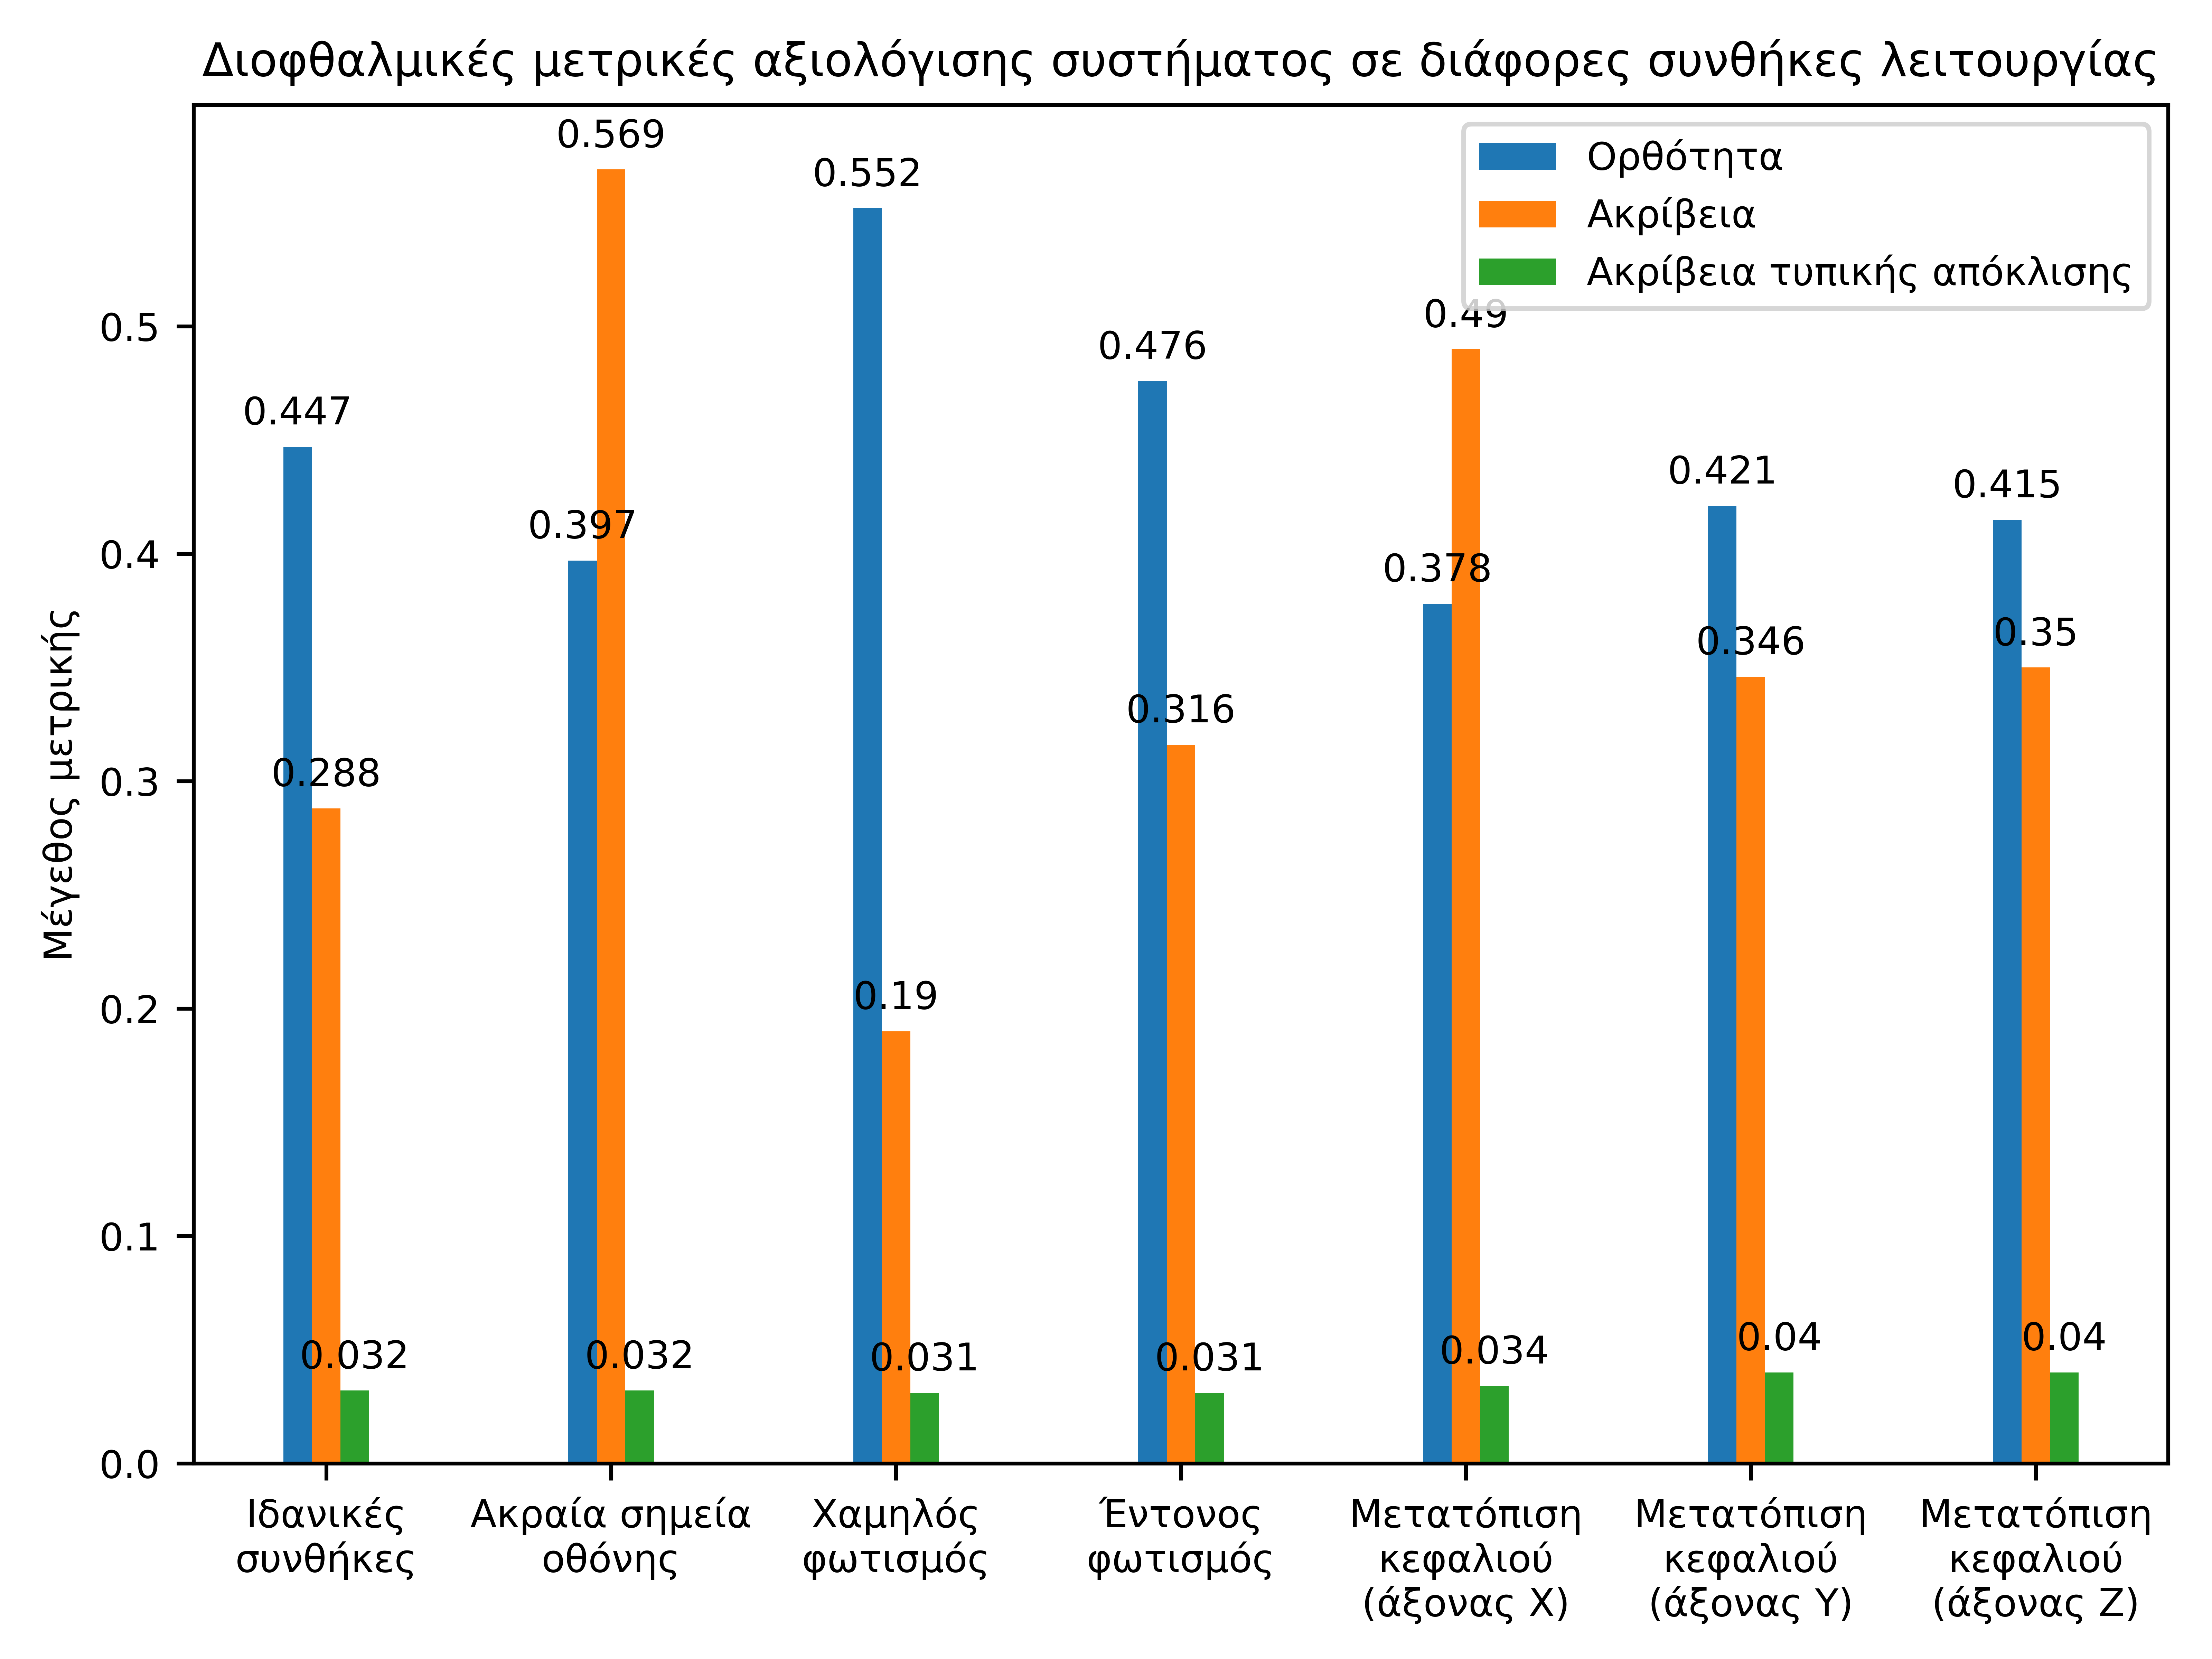 Διοφθαλμικές μετρικές αξιολόγισης συστήματος σε διάφορες συνθήκες λειτουργίας
Ορθότητα
Ακρίβεια
Ακρίβεια τυπικής απόκλισης
Μέγεθος μετρικής
0.5
0.4
0.3
0.2
0.1
0.0
0.447
0.288
0.032
0.397
0.569
0.032
0.552
0.19
0.031
0.476
0.316
0.031
0.378
0.49
0.034
0.421
0.346
0.04
0.415
0.35
0.04
Ιδανικές
συνθήκες
Ακραία σημεία
οθόνης
Χαμηλός
φωτισμός
Έντονος
φωτισμός
Μετατόπιση
κεφαλιού
(άξονας X)
Μετατόπιση
κεφαλιού
(άξονας Y)
Μετατόπιση
κεφαλιού
(άξονας Z)